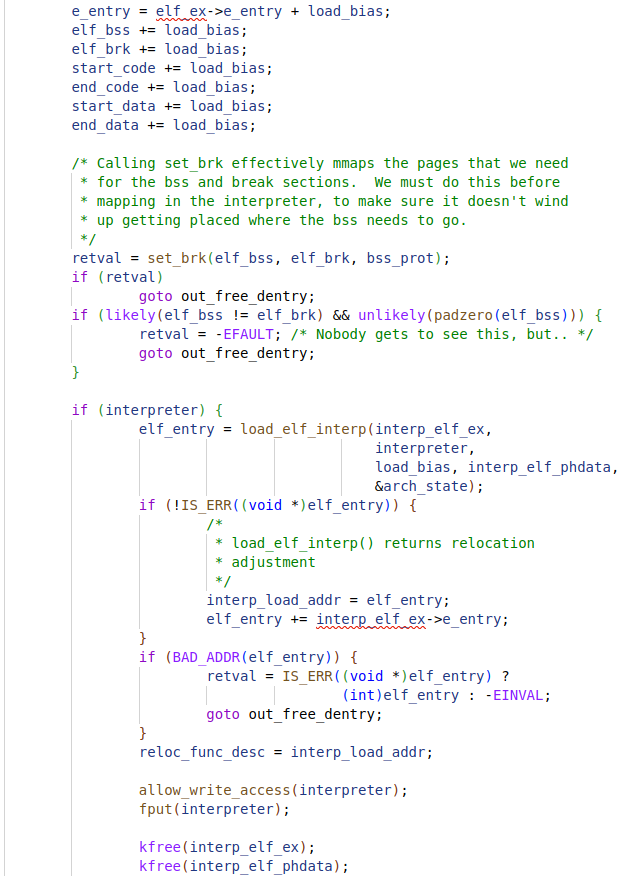 e_entry = elf_ex->e_entry + load_bias;
elf_bss += load_bias;
elf_brk += load_bias;
start_code += load_bias;
end_code += load_bias;
start_data += load_bias;
end_data += load_bias;

/* Calling set_brk effectively mmaps the pages that we need
 * for the bss and break sections.  We must do this before
 * mapping in the interpreter, to make sure it doesn't wind
 * up getting placed where the bss needs to go.
 */
retval = set_brk(elf_bss, elf_brk, bss_prot);
if (retval)
        goto out_free_dentry;
if (likely(elf_bss != elf_brk) && unlikely(padzero(elf_bss))) {
        retval = -EFAULT; /* Nobody gets to see this, but.. */
        goto out_free_dentry;
}

if (interpreter) {
        elf_entry = load_elf_interp(interp_elf_ex,
                                    interpreter,
                                    load_bias, interp_elf_phdata,
                                    &arch_state);
        if (!IS_ERR((void *)elf_entry)) {
                /*
                 * load_elf_interp() returns relocation
                 * adjustment
                 */
                interp_load_addr = elf_entry;
                elf_entry += interp_elf_ex->e_entry;
        }
        if (BAD_ADDR(elf_entry)) {
                retval = IS_ERR((void *)elf_entry) ?
                                (int)elf_entry : -EINVAL;
                goto out_free_dentry;
        }
        reloc_func_desc = interp_load_addr;

        allow_write_access(interpreter);
        fput(interpreter);

        kfree(interp_elf_ex);
        kfree(interp_elf_phdata);